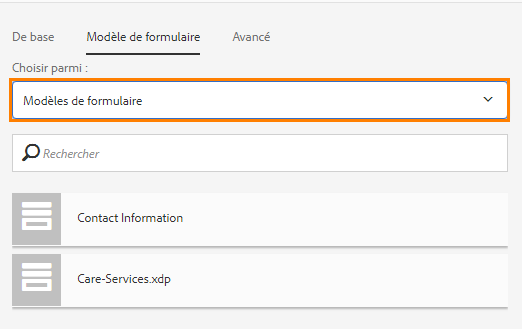 De base Modèle de formulaire Avancé
Choisir parmi :
Modèles de formulaire
Rechercher
Contact Information
Care-Services.xdp